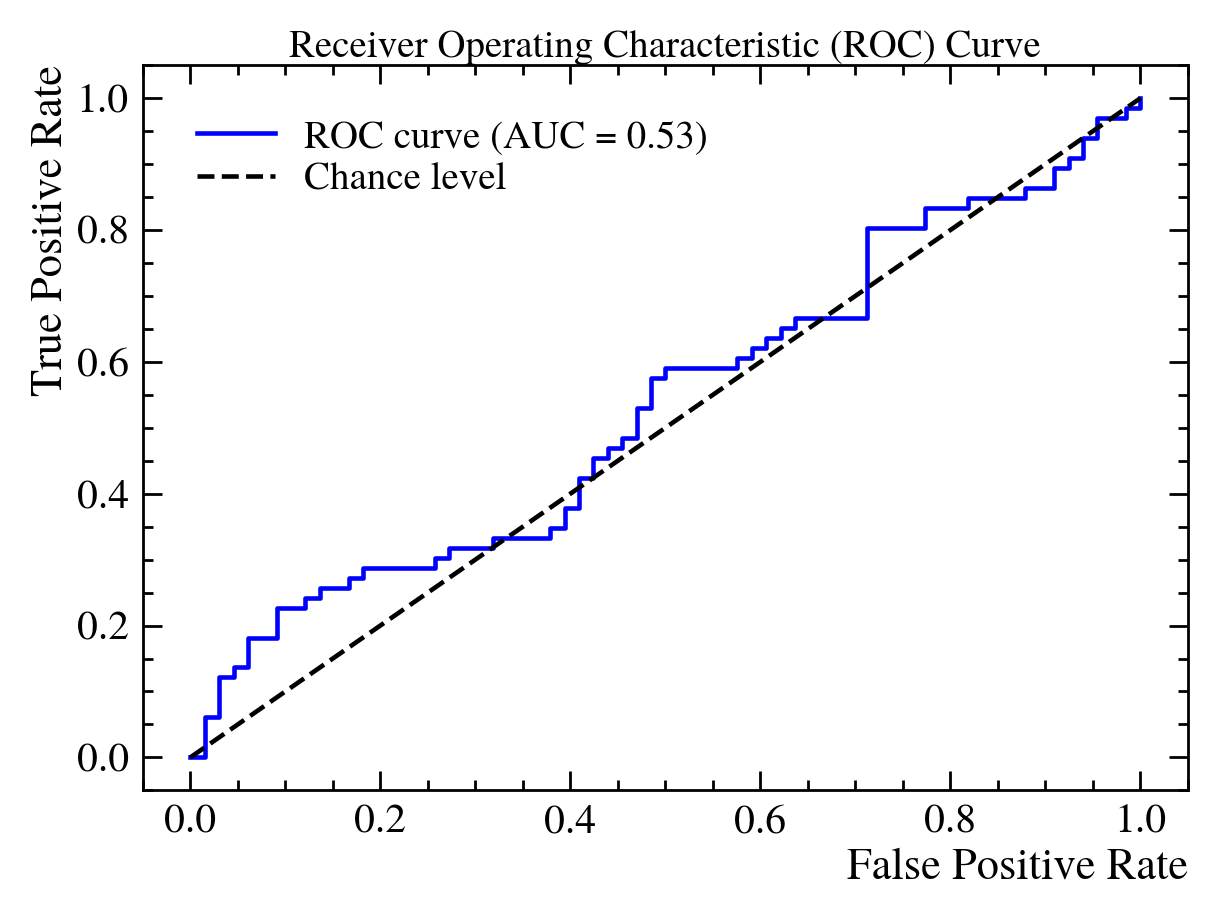 Receiver Operating Characteristic (ROC) Curve
True Positive Rate
1.0
0.8
0.6
0.4
0.2
0.0
ROC curve (AUC = 0.53)
Chance level
0.0 0.2 0.4 0.6 0.8 1.0
False Positive Rate